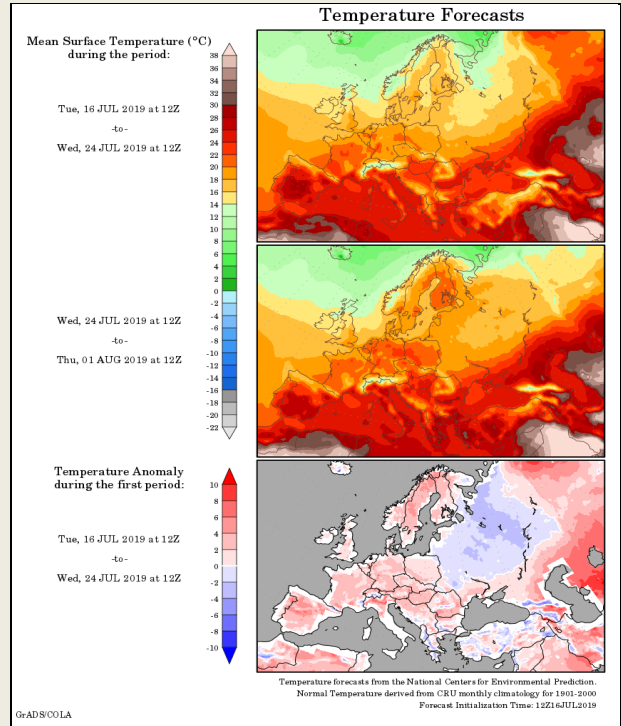 Temperature Forecasts
Mean Surface Temperature (°C)
during the period:
Tue, 16 JUL 2019 at 12Z
-to-
Wed, 24 JUL 2019 at 12Z
38
36
34
32
30
28
26
24
22
20
18
16
14
12
10
8
6
4
2
0
-2
-4
-6
-8
-10
-12
-14
-16
-18
-20
-22
Wed, 24 JUL 2019 at 12Z
-to-
Thu, 01 AUG 2019 at 12Z
Temperature Anomaly
during the first period:
Tue, 16 JUL 2019 at 12Z
-to-
Wed, 24 JUL 2019 at 12Z
10
8
6
4
2
0
-2
-4
-6
-8
-10
Temperature forecasts from the National Centers for Environmental Prediction.
Normal Temperature derived from CRU monthly climatology for 1901-2000
Forecast Initialization Time: 12Z16JUL2019
GrADS/COLA